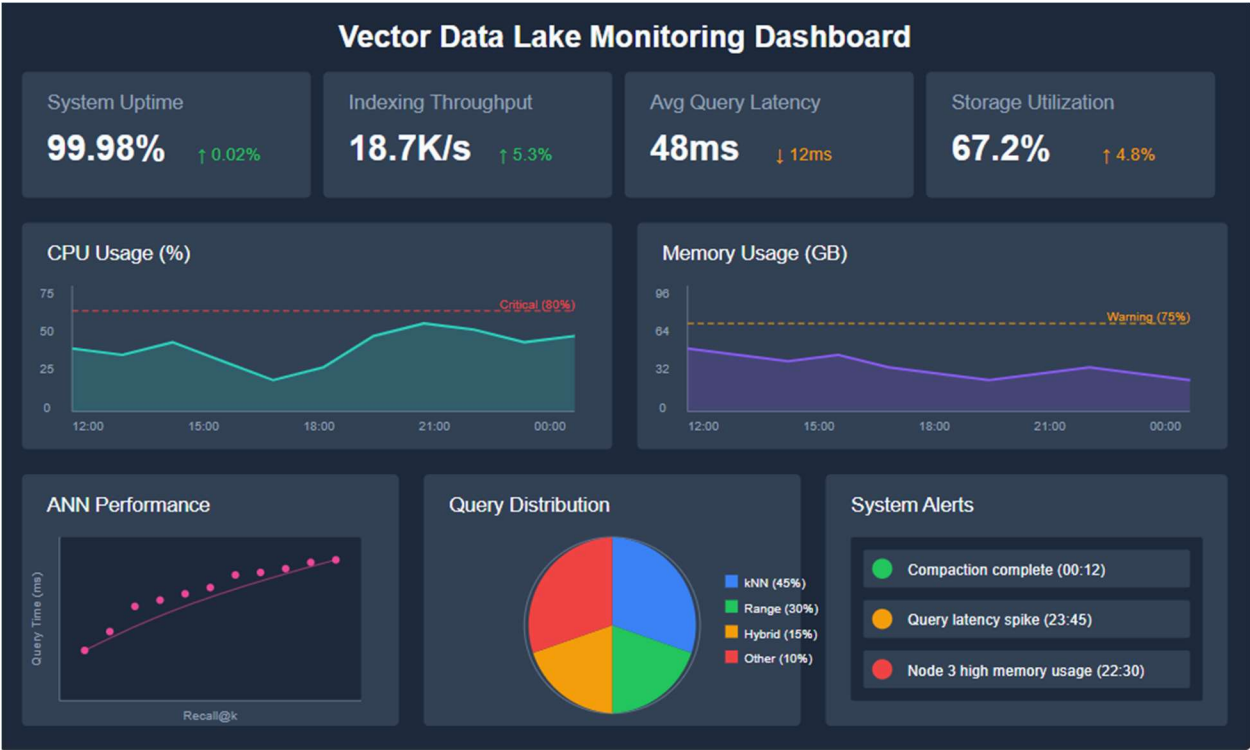 Vector Data Lake Monitoring Dashboard
System Uptime
99.98% ↑ 0.02%
Indexing Throughput
18.7K/s ↑ 5.3%
Avg Query Latency
48ms ↓ 12ms
Storage Utilization
67.2% ↑ 4.8%
CPU Usage (%)
75
Critical (80%)
50
25
0
12:00 15:00 18:00 21:00 00:00
Memory Usage (GB)
96
Warning (75%)
64
32
0
12:00 15:00 18:00 21:00 00:00
ANN Performance
Query Time (ms)
Recall@k
Query Distribution
kNN (45%)
Range (30%)
Hybrid (15%)
Other (10%)
System Alerts
Compaction complete (00:12)
Query latency spike (23:45)
Node 3 high memory usage (22:30)